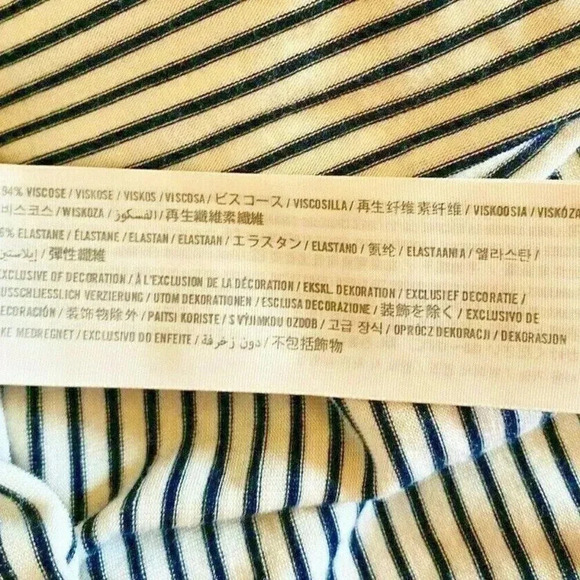 94% VISCOSE / VISKOSE / VISKOS / VISCOSA / ビスコース / VISCOSILLA / 再生纤维素纤维 / VISKOOSIA / VISKÓZA
비스코스 / WISKOZA / الفسكوز / 再生纖維素纖維
6% ELASTANE / ÉLASTANE / ELASTAN / ELASTAAN / エラスタン / ELASTANO / 氨纶 / ELASTAANIA / 엘라스탄 /
إيلاستين / 彈性纖維
EXCLUSIVE OF DECORATION / À L'EXCLUSION DE LA DÉCORATION / EKSKL. DEKORATION / EXCLUSIEF DECORATIE /
USSCHLIESSLICH VERZIERUNG / UTOM DEKORATIONEN / ESCLUSA DECORAZIONE / 装飾を除く / EXCLUSIVO DE
ECORACIÓN / 装饰物除外 / PAITSI KORISTE / S VÝJIMKOU OZDOB / 고급 장식 / OPRÓCZ DEKORACJI / DEKORASJON
KE MEDREGNET / EXCLUSIVO DO ENFEITE / دون زخرفة / 不包括飾物